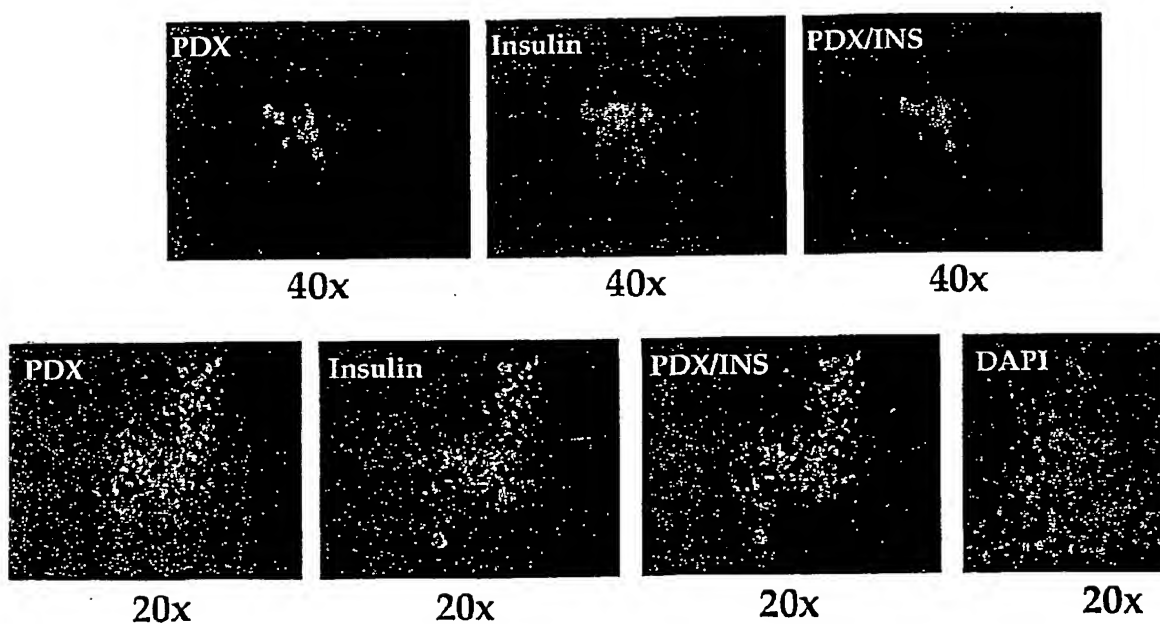 PDX Insulin PDX/INS
40x 40x 40x
PDX Insulin PDX/INS DAPI
20x 20x 20x 20x